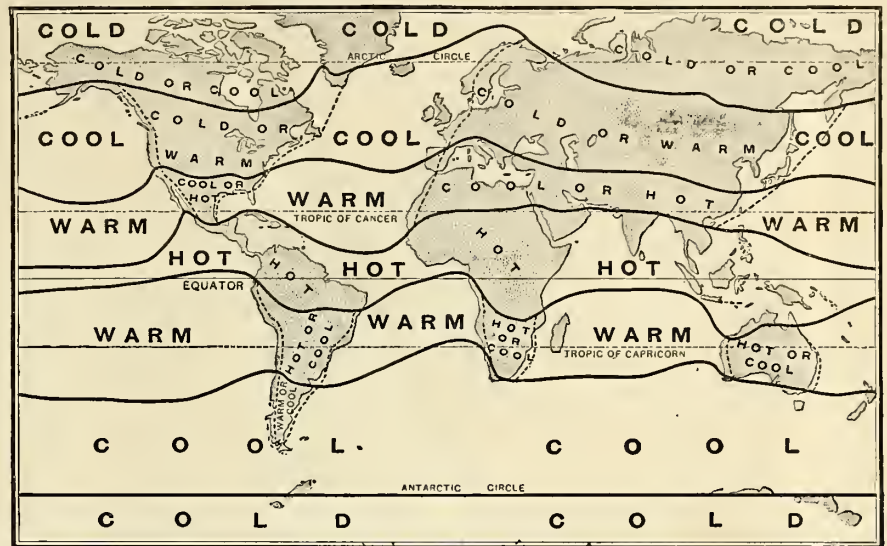 COLD COLD COLD
ARCTIC CIRCLE
COLD OR COOL
COLD OR COOL
COOL COOL COOL
COLD OR
WARM
COLD OR WARM
COOL OR
HOT
COOL OR HOT
WARM WARM WARM
TROPIC OF CANCER
HOT HOT HOT
HOT
HOT
EQUATOR
WARM WARM WARM
HOT OR
COOL
HOT
OR
COOL
HOT OR
COOL
TROPIC OF CAPRICORN
WARM OR
COOL
COOL COOL
ANTARCTIC CIRCLE
COLD COLD